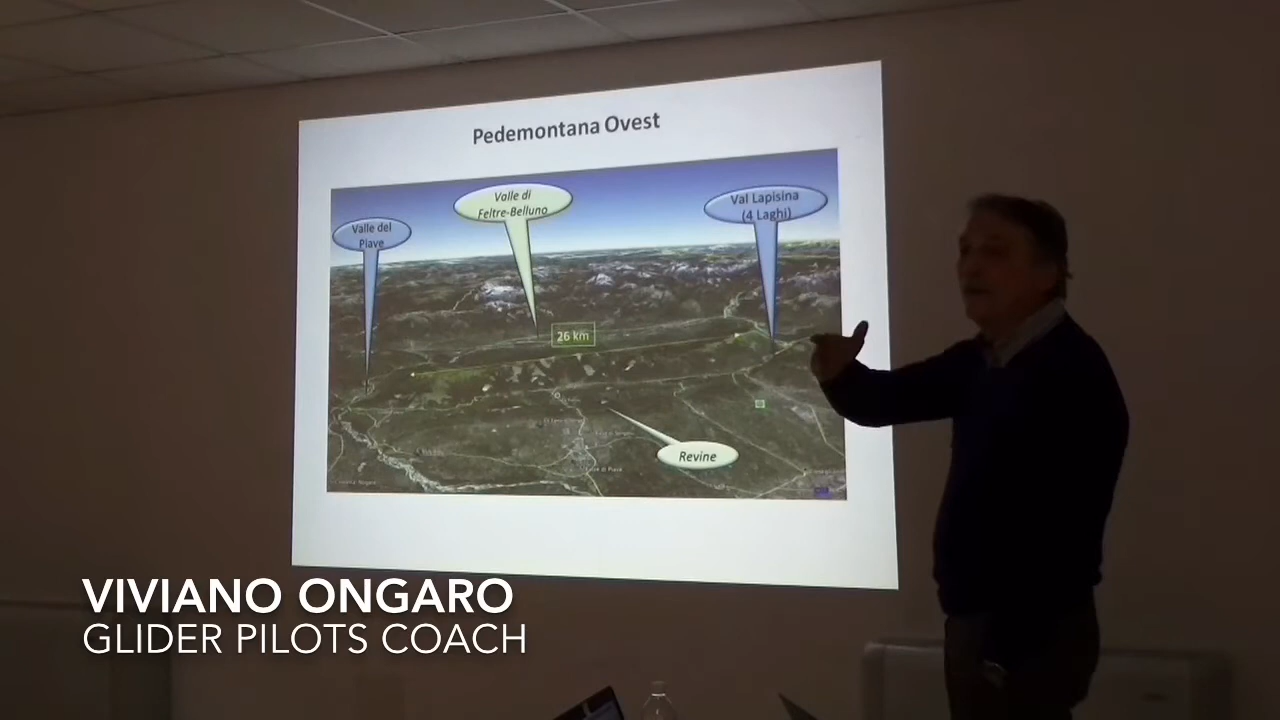 Pedemontana Ovest
Valle di
Feltre-Belluno
Val Lapisina
(4 Laghi)
Valle del
Piave
26 km
Revine
VIVIANO ONGARO
GLIDER PILOTS COACH